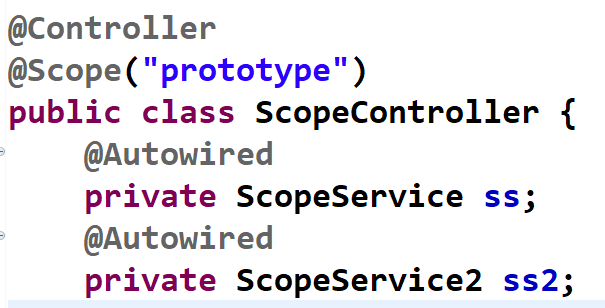 @Controller
@Scope("prototype")
public class ScopeController {
@Autowired
private ScopeService ss;
@Autowired
private ScopeService2 ss2;